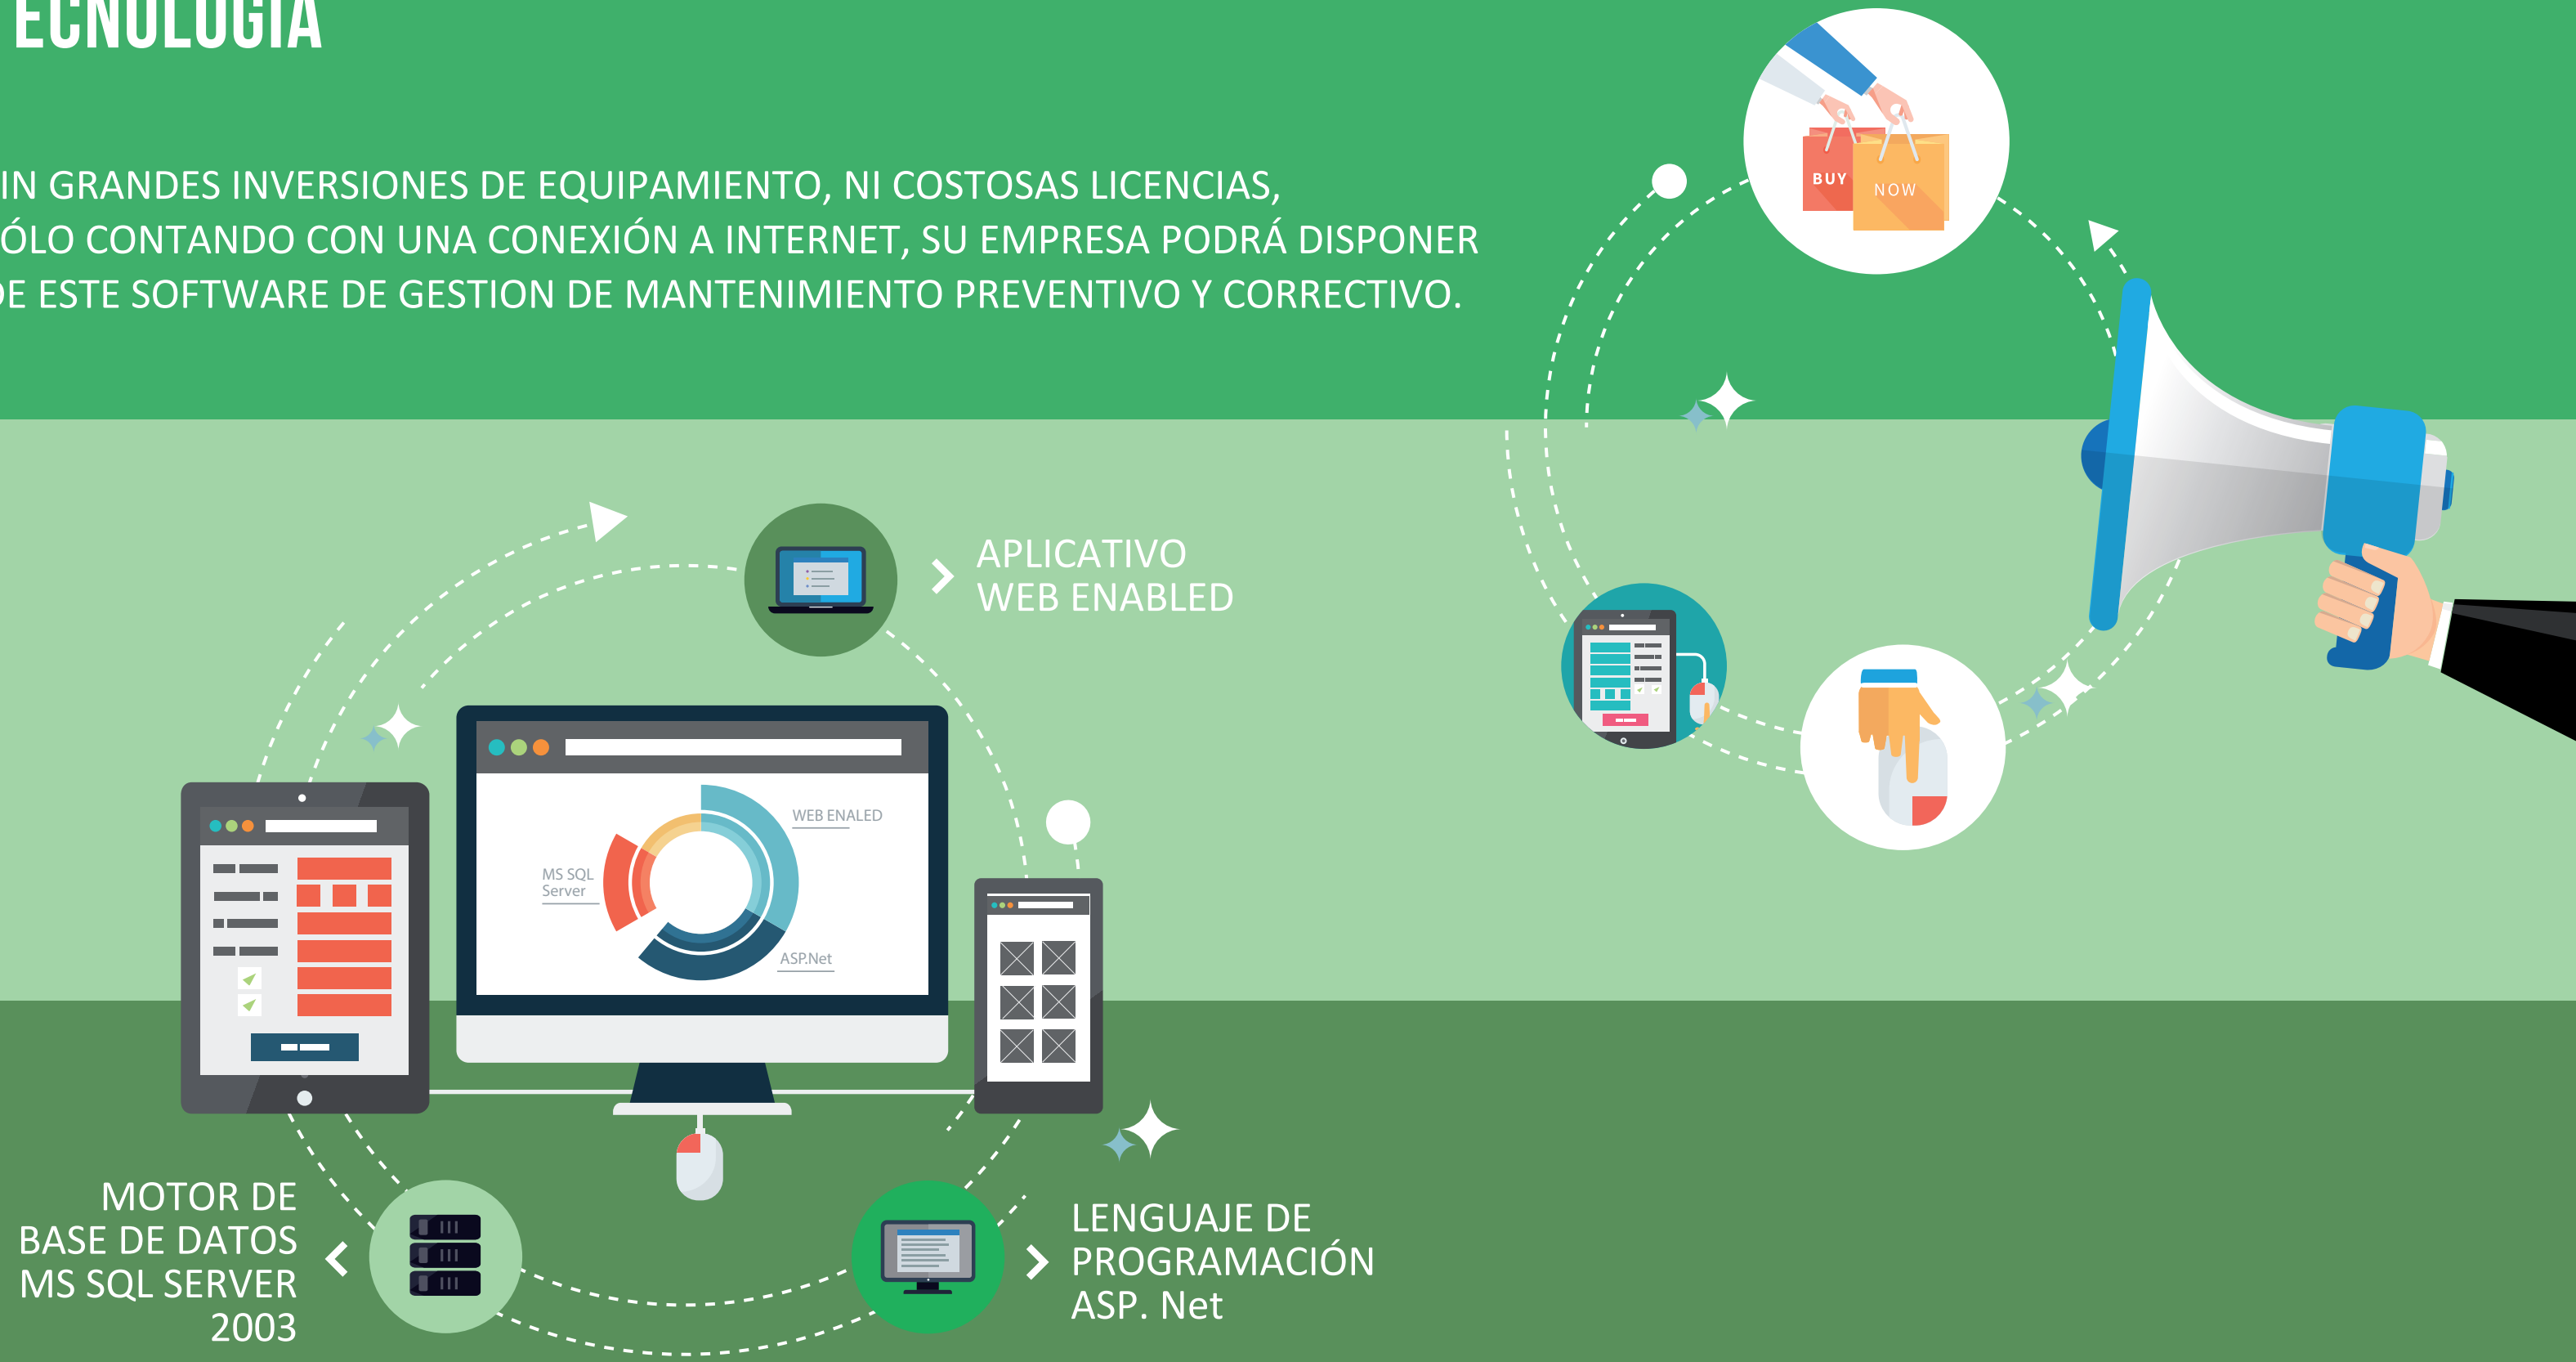 ECNOLOGÍA
IN GRANDES INVERSIONES DE EQUIPAMIENTO, NI COSTOSAS LICENCIAS,
ÓLO CONTANDO CON UNA CONEXIÓN A INTERNET, SU EMPRESA PODRÁ DISPONER
DE ESTE SOFTWARE DE GESTION DE MANTENIMIENTO PREVENTIVO Y CORRECTIVO.
BUY
NOW
APLICATIVO
WEB ENABLED
WEB ENALED
MS SQL
Server
ASP.Net
MOTOR DE
BASE DE DATOS
MS SQL SERVER
2003
LENGUAJE DE
PROGRAMACIÓN
ASP. Net